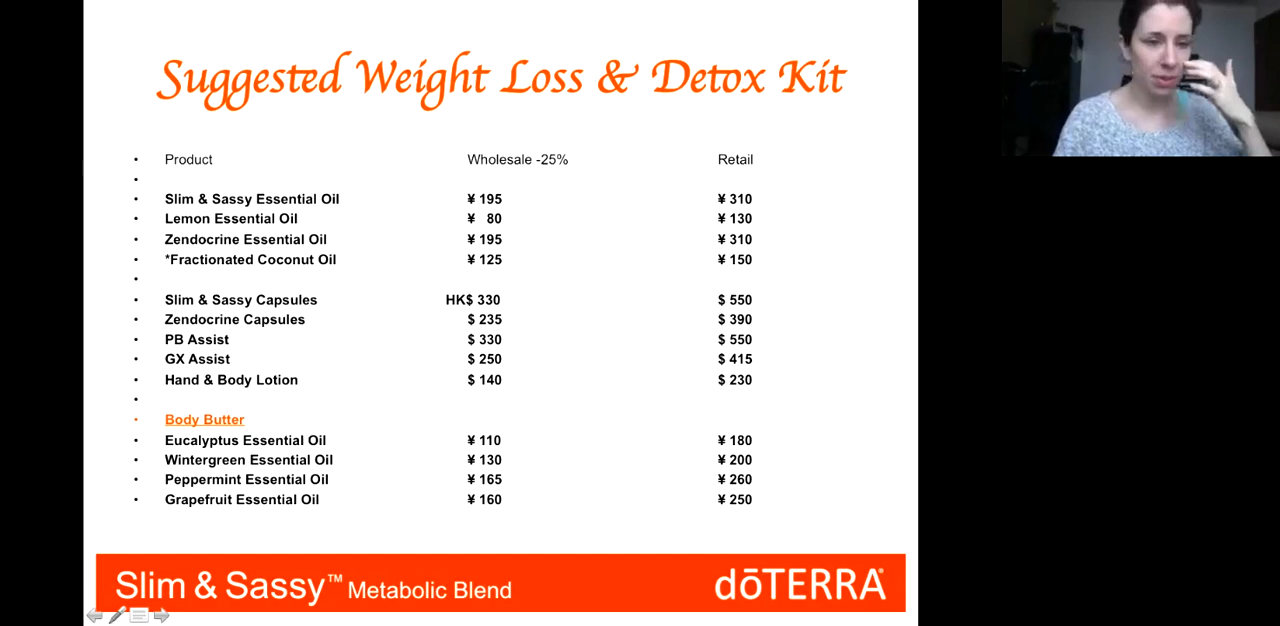 Suggested Weight Loss & Detox Kit
• Product Wholesale -25% Retail
•
• Slim & Sassy Essential Oil ¥ 195 ¥ 310
• Lemon Essential Oil ¥ 80 ¥ 130
• Zendocrine Essential Oil ¥ 195 ¥ 310
• *Fractionated Coconut Oil ¥ 125 ¥ 150
•
• Slim & Sassy Capsules HK$ 330 $ 550
• Zendocrine Capsules $ 235 $ 390
• PB Assist $ 330 $ 550
• GX Assist $ 250 $ 415
• Hand & Body Lotion $ 140 $ 230
•
• Body Butter
• Eucalyptus Essential Oil ¥ 110 ¥ 180
• Wintergreen Essential Oil ¥ 130 ¥ 200
• Peppermint Essential Oil ¥ 165 ¥ 260
• Grapefruit Essential Oil ¥ 160 ¥ 250
Slim & Sassy™ Metabolic Blend dōTERRA®